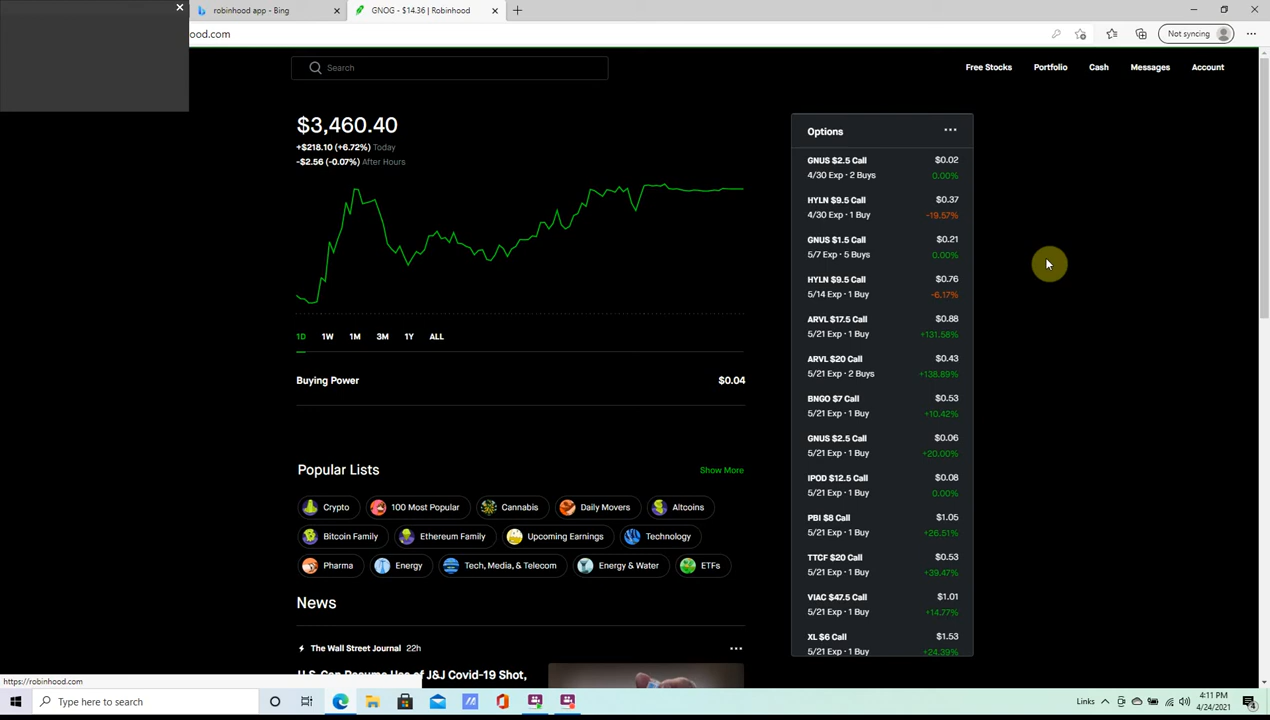 robinhood app - Bing
GNOG - $14.36 | Robinhood
ood.com
Not syncing
Search
Free Stocks
Portfolio
Cash
Messages
Account
$3,460.40
+$218.10 (+6.72%) Today
-$2.56 (-0.07%) After Hours
1D 1W 1M 3M 1Y ALL
Buying Power $0.04
Popular Lists Show More
Crypto 100 Most Popular Cannabis Daily Movers Altcoins
Bitcoin Family Ethereum Family Upcoming Earnings Technology
Pharma Energy Tech, Media, & Telecom Energy & Water ETFs
News
The Wall Street Journal 22h
U.S. Can Resume Use of J&J Covid-19 Shot,
Options
GNUS $2.5 Call $0.02
4/30 Exp · 2 Buys 0.00%
HYLN $9.5 Call $0.37
4/30 Exp · 1 Buy -19.57%
GNUS $1.5 Call $0.21
5/7 Exp · 5 Buys 0.00%
HYLN $9.5 Call $0.76
5/14 Exp · 1 Buy -6.17%
ARVL $17.5 Call $0.88
5/21 Exp · 1 Buy +131.58%
ARVL $20 Call $0.43
5/21 Exp · 2 Buys +138.89%
BNGO $7 Call $0.53
5/21 Exp · 1 Buy +10.42%
GNUS $2.5 Call $0.06
5/21 Exp · 1 Buy +20.00%
IPOD $12.5 Call $0.08
5/21 Exp · 1 Buy 0.00%
PBI $8 Call $1.05
5/21 Exp · 1 Buy +26.51%
TTCF $20 Call $0.53
5/21 Exp · 1 Buy +39.47%
VIAC $47.5 Call $1.01
5/21 Exp · 1 Buy +14.77%
XL $6 Call $1.53
5/21 Exp · 1 Buy +24.39%
https://robinhood.com
Type here to search
Links
4:11 PM
4/24/2021
4